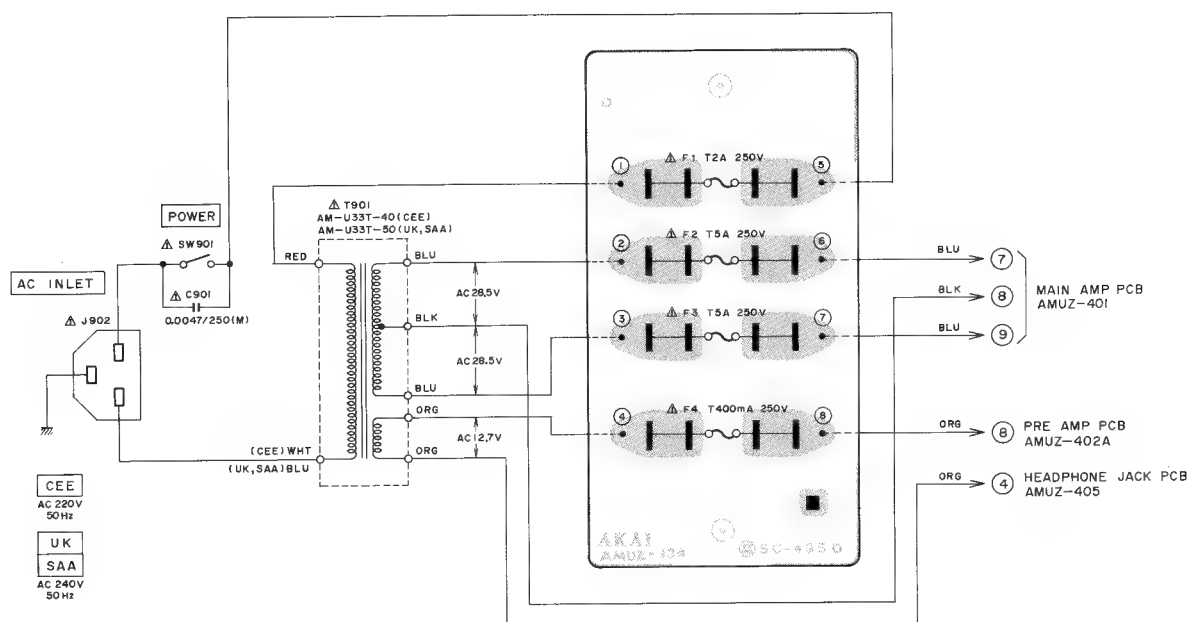 POWER
⚠ SW901
⚠ C901
0.0047/250(M)
AC INLET
⚠ J902
CEE
AC 220V
50Hz
UK
SAA
AC 240V
50Hz
⚠ T901
AM-U33T-40(CEE)
AM-U33T-50(UK,SAA)
RED
(CEE)WHT
(UK,SAA)BLU
BLU
AC28.5V
BLK
AC28.5V
BLU
ORG
AC12.7V
ORG
1 ⚠ F1 T2A 250V 5
2 ⚠ F2 T5A 250V 6
3 ⚠ F3 T5A 250V 7
4 ⚠ F4 T400mA 250V 8
AKAI
SC-4950
BLU 7
BLK 8
BLU 9
MAIN AMP PCB
AMUZ-401
ORG 8 PRE AMP PCB
AMUZ-402A
ORG 4 HEADPHONE JACK PCB
AMUZ-405